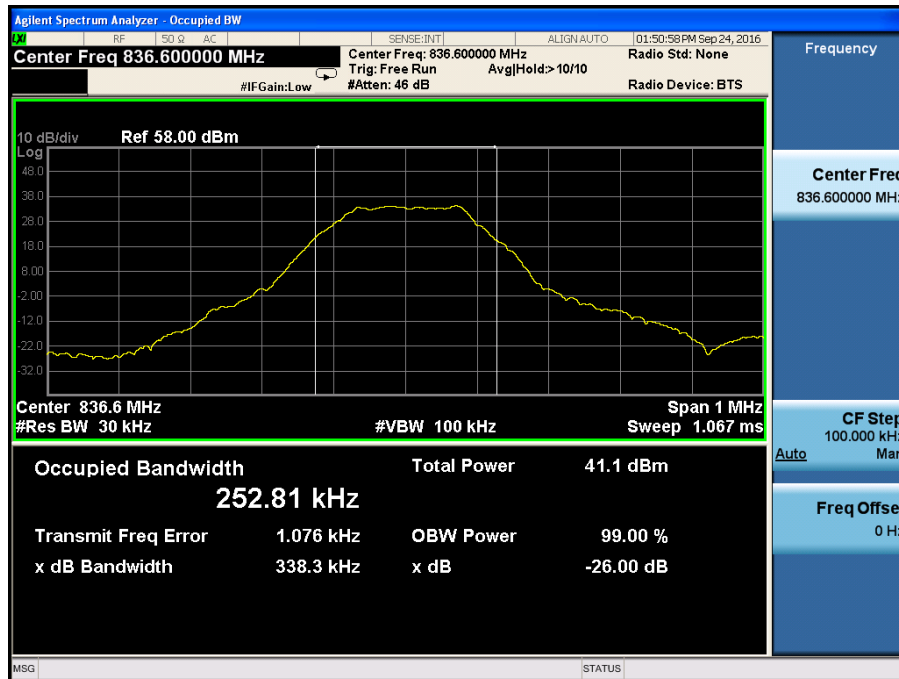 Agilent Spectrum Analyzer - Occupied BW
LXI RF 50 Ω AC SENSE:INT ALIGN AUTO 01:50:58 PM Sep 24, 2016
Center Freq 836.600000 MHz
Center Freq: 836.600000 MHz
Radio Std: None
Trig: Free Run Avg|Hold:>10/10
#IFGain:Low
#Atten: 46 dB
Radio Device: BTS
10 dB/div Ref 58.00 dBm
Log
48.0
38.0
28.0
18.0
8.00
-2.00
-12.0
-22.0
-32.0
Center 836.6 MHz Span 1 MHz
#Res BW 30 kHz #VBW 100 kHz Sweep 1.067 ms
Occupied Bandwidth Total Power 41.1 dBm
252.81 kHz
Transmit Freq Error 1.076 kHz OBW Power 99.00 %
x dB Bandwidth 338.3 kHz x dB -26.00 dB
MSG STATUS
Frequency
Center Freq
836.600000 MHz
CF Step
100.000 kHz
Auto Man
Freq Offse
0 Hz